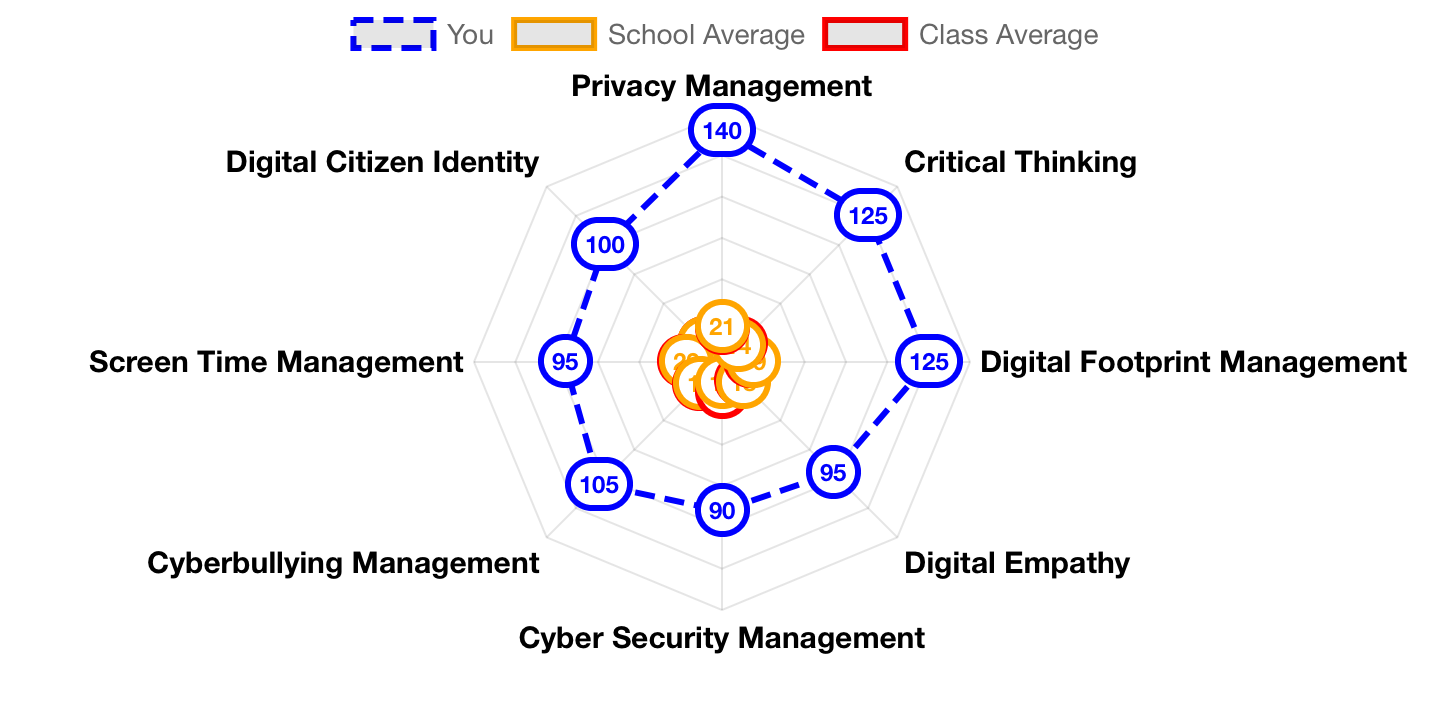 You School Average Class Average
Privacy Management
140
Digital Citizen Identity Critical Thinking
125
100
21
Screen Time Management 95 125 Digital Footprint Management
95
105
90
Cyberbullying Management Digital Empathy
Cyber Security Management